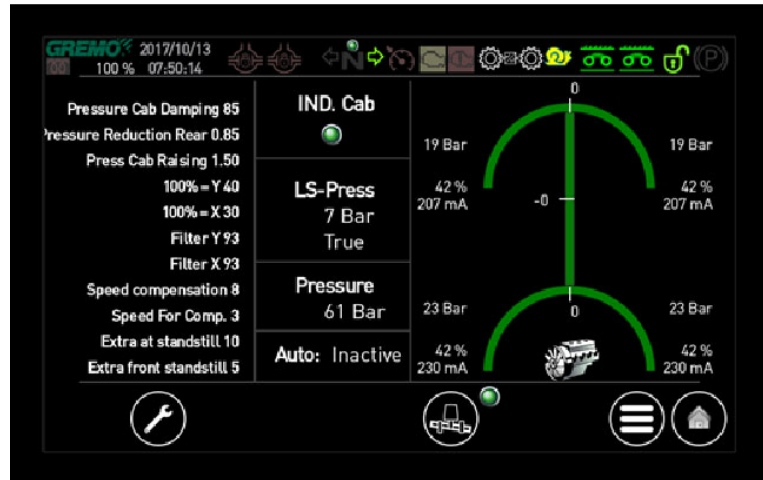 GREMO 2017/10/13
100 % 07:50:14
N
(P)
Pressure Cab Damping 85
Pressure Reduction Rear 0.85
Press Cab Raising 1.50
100% = Y 40
100% = X 30
Filter Y 93
Filter X 93
Speed compensation 8
Speed For Comp. 3
Extra at standstill 10
Extra front standstill 5
IND. Cab
LS-Press
7 Bar
True
Pressure
61 Bar
Auto: Inactive
0
19 Bar
19 Bar
42 %
207 mA
-0
42 %
207 mA
23 Bar
0
23 Bar
42 %
230 mA
42 %
230 mA